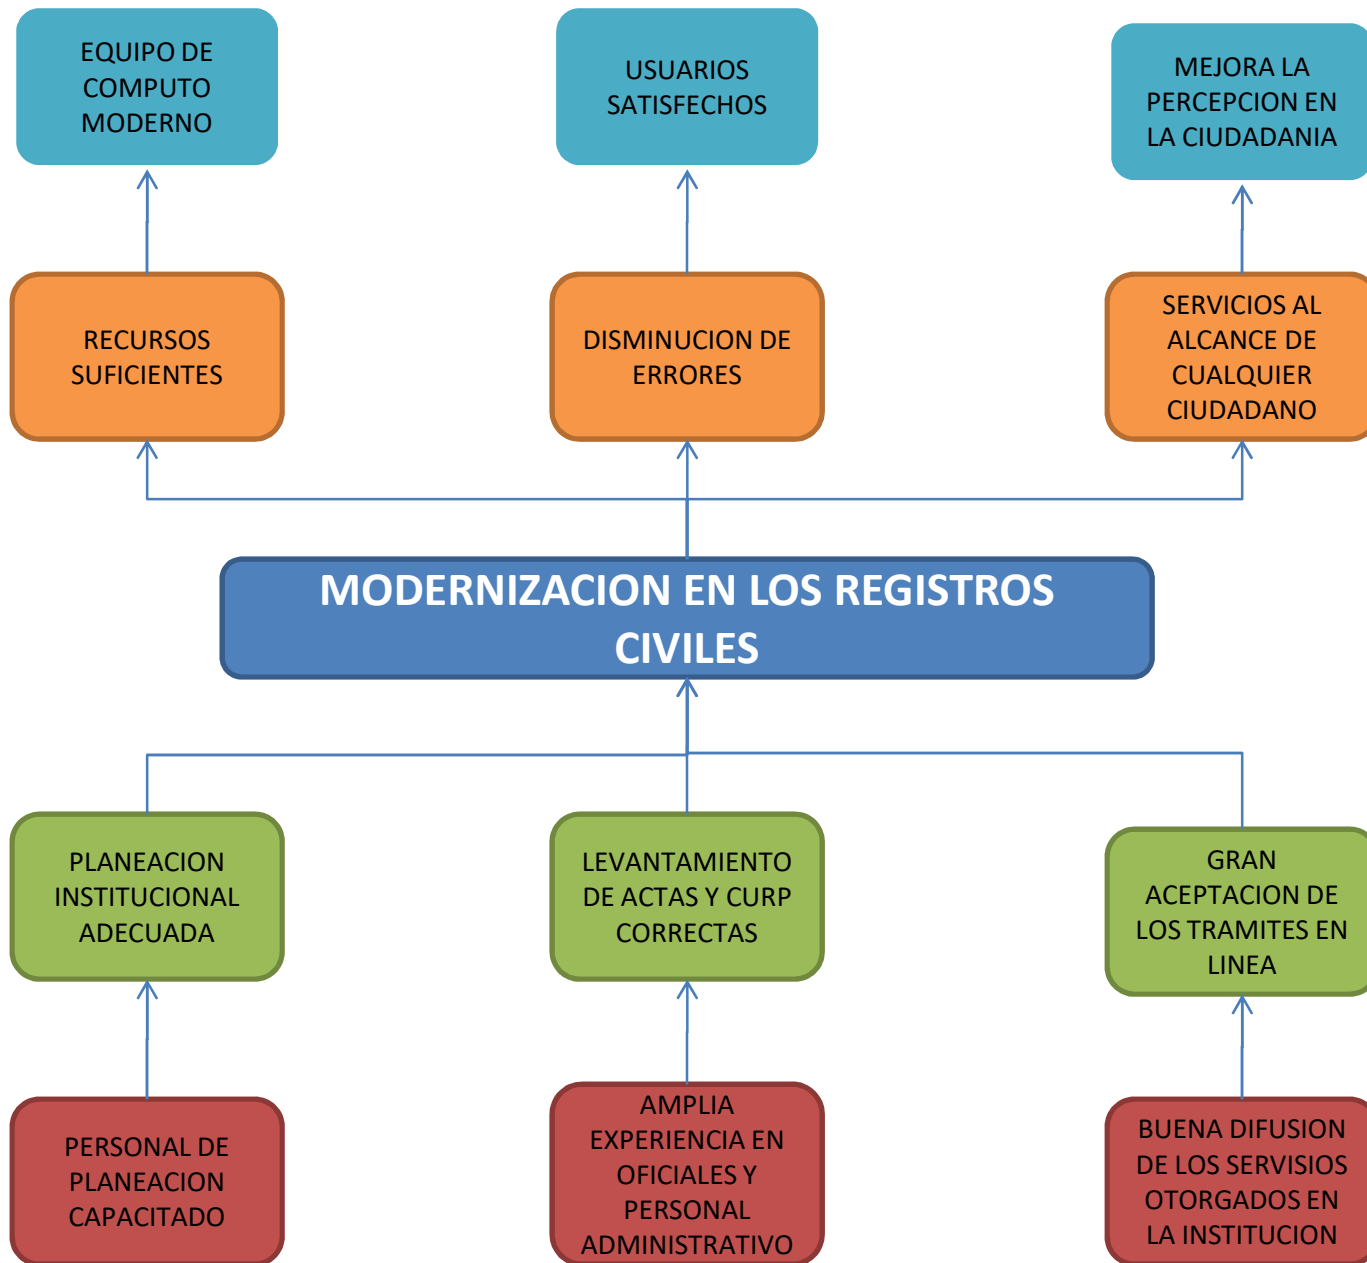 EQUIPO DE
COMPUTO
MODERNO
USUARIOS
SATISFECHOS
MEJORA LA
PERCEPCION EN
LA CIUDADANIA
RECURSOS
SUFICIENTES
DISMINUCION DE
ERRORES
SERVICIOS AL
ALCANCE DE
CUALQUIER
CIUDADANO
MODERNIZACION EN LOS REGISTROS
CIVILES
PLANEACION
INSTITUCIONAL
ADECUADA
LEVANTAMIENTO
DE ACTAS Y CURP
CORRECTAS
GRAN
ACEPTACION DE
LOS TRAMITES EN
LINEA
PERSONAL DE
PLANEACION
CAPACITADO
AMPLIA
EXPERIENCIA EN
OFICIALES Y
PERSONAL
ADMINISTRATIVO
BUENA DIFUSION
DE LOS SERVISIOS
OTORGADOS EN
LA INSTITUCION